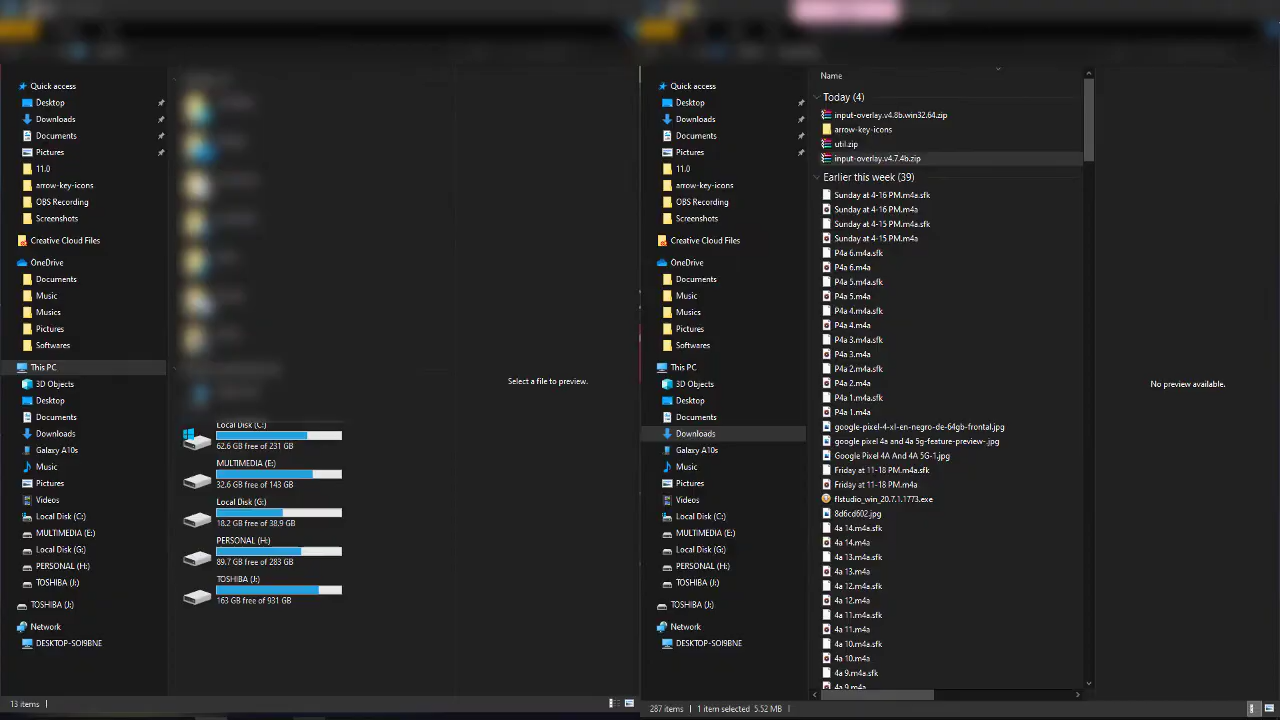 Quick access
Desktop
Downloads
Documents
Pictures
11.0
arrow-key-icons
OBS Recording
Screenshots
Creative Cloud Files
OneDrive
Documents
Music
Musics
Pictures
Softwares
This PC
3D Objects
Desktop
Documents
Downloads
Galaxy A10s
Music
Pictures
Videos
Local Disk (C:)
MULTIMEDIA (E:)
Local Disk (G:)
PERSONAL (H:)
TOSHIBA (J:)
TOSHIBA (J:)
Network
DESKTOP-SOI9BNE
13 items
Local Disk (C:)
62.6 GB free of 231 GB
MULTIMEDIA (E:)
32.6 GB free of 143 GB
Local Disk (G:)
18.2 GB free of 38.9 GB
PERSONAL (H:)
89.7 GB free of 283 GB
TOSHIBA (J:)
163 GB free of 931 GB
Select a file to preview.
Quick access
Desktop
Downloads
Documents
Pictures
11.0
arrow-key-icons
OBS Recording
Screenshots
Creative Cloud Files
OneDrive
Documents
Music
Musics
Pictures
Softwares
This PC
3D Objects
Desktop
Documents
Downloads
Galaxy A10s
Music
Pictures
Videos
Local Disk (C:)
MULTIMEDIA (E:)
Local Disk (G:)
PERSONAL (H:)
TOSHIBA (J:)
TOSHIBA (J:)
Network
DESKTOP-SOI9BNE
Name
Today (4)
input-overlay.v4.8b.win32.64.zip
arrow-key-icons
util.zip
input-overlay.v4.7.4b.zip
Earlier this week (39)
Sunday at 4-16 PM.m4a.sfk
Sunday at 4-16 PM.m4a
Sunday at 4-15 PM.m4a.sfk
Sunday at 4-15 PM.m4a
P4a 6.m4a.sfk
P4a 6.m4a
P4a 5.m4a.sfk
P4a 5.m4a
P4a 4.m4a.sfk
P4a 4.m4a
P4a 3.m4a.sfk
P4a 3.m4a
P4a 2.m4a.sfk
P4a 2.m4a
P4a 1.m4a.sfk
P4a 1.m4a
google-pixel-4-xl-en-negro-de-64gb-frontal.jpg
google pixel 4a and 4a 5g-feature-preview-.jpg
Google Pixel 4A And 4A 5G-1.jpg
Friday at 11-18 PM.m4a.sfk
Friday at 11-18 PM.m4a
flstudio_win_20.7.1.1773.exe
8d6cd602.jpg
4a 14.m4a.sfk
4a 14.m4a
4a 13.m4a.sfk
4a 13.m4a
4a 12.m4a.sfk
4a 12.m4a
4a 11.m4a.sfk
4a 11.m4a
4a 10.m4a.sfk
4a 10.m4a
4a 9.m4a.sfk
4a 9.m4a
No preview available.
287 items
1 item selected 5.52 MB